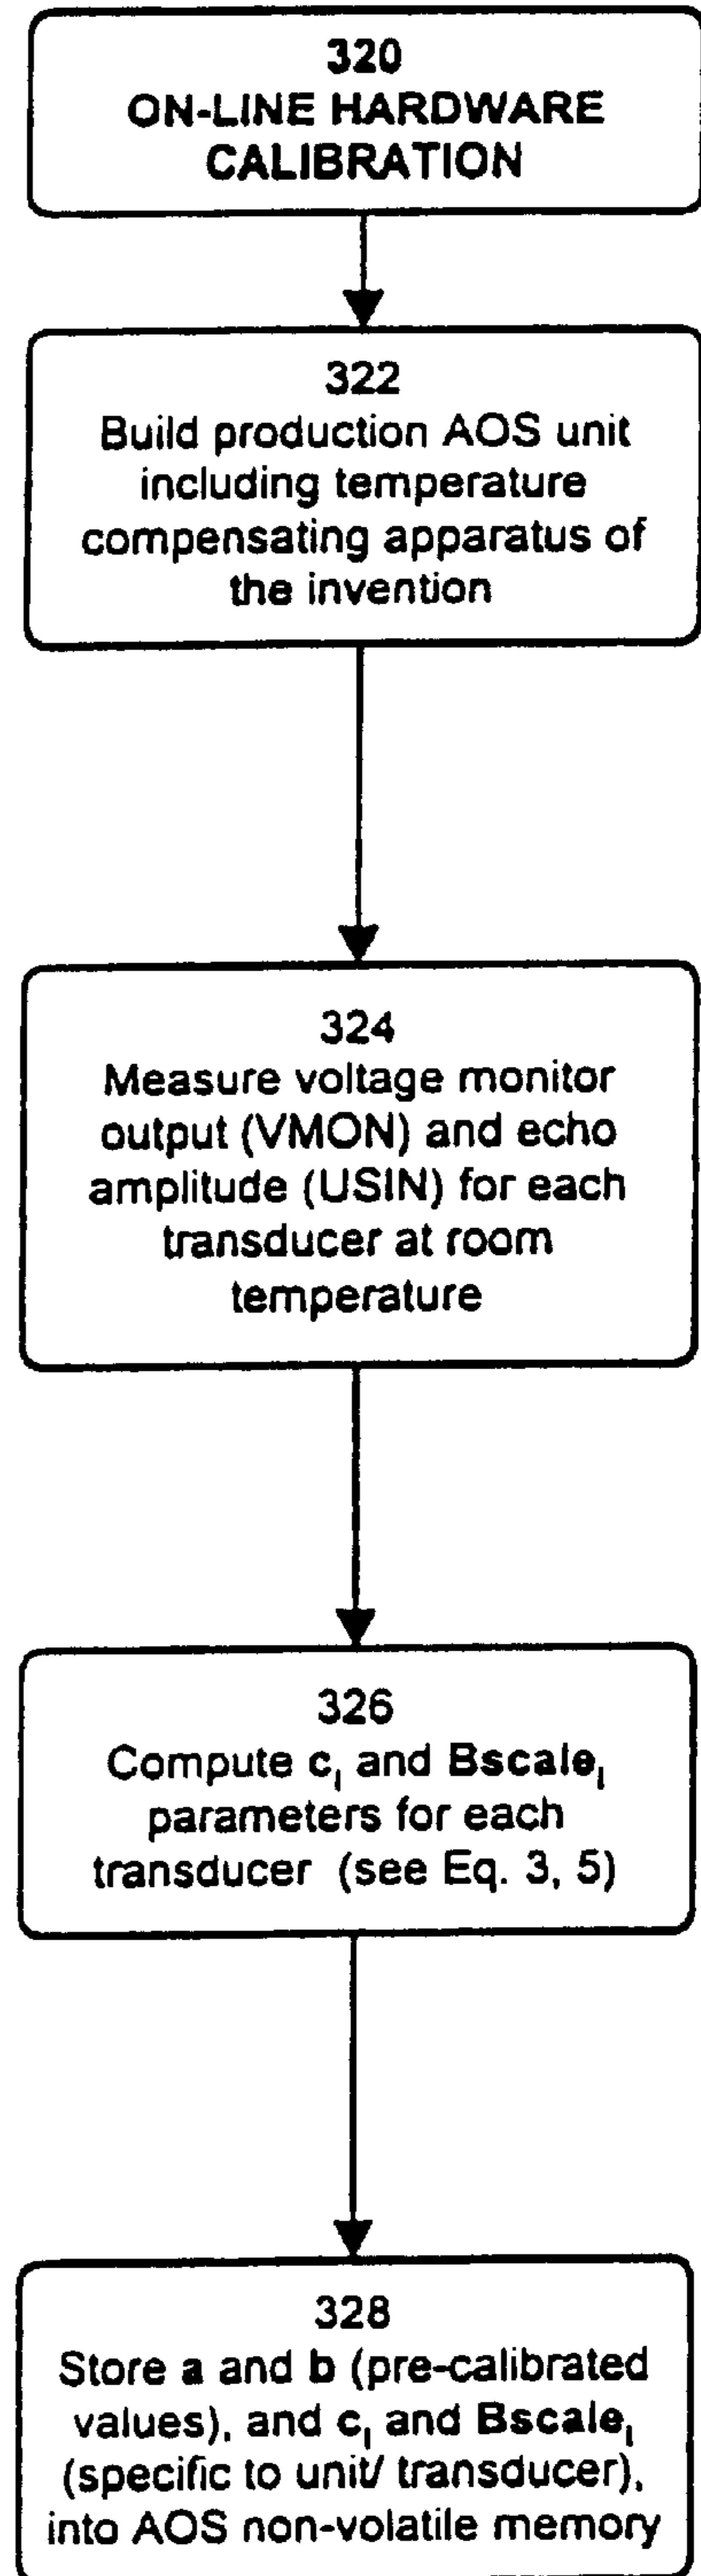 320
ON-LINE HARDWARE
CALIBRATION
322
Build production AOS unit
including temperature
compensating apparatus of
the invention
324
Measure voltage monitor
output (VMON) and echo
amplitude (USIN) for each
transducer at room
temperature
326
Compute cᵢ and Bscaleᵢ
parameters for each
transducer (see Eq. 3, 5)
328
Store a and b (pre-calibrated
values), and cᵢ and Bscaleᵢ
(specific to unit/ transducer),
into AOS non-volatile memory